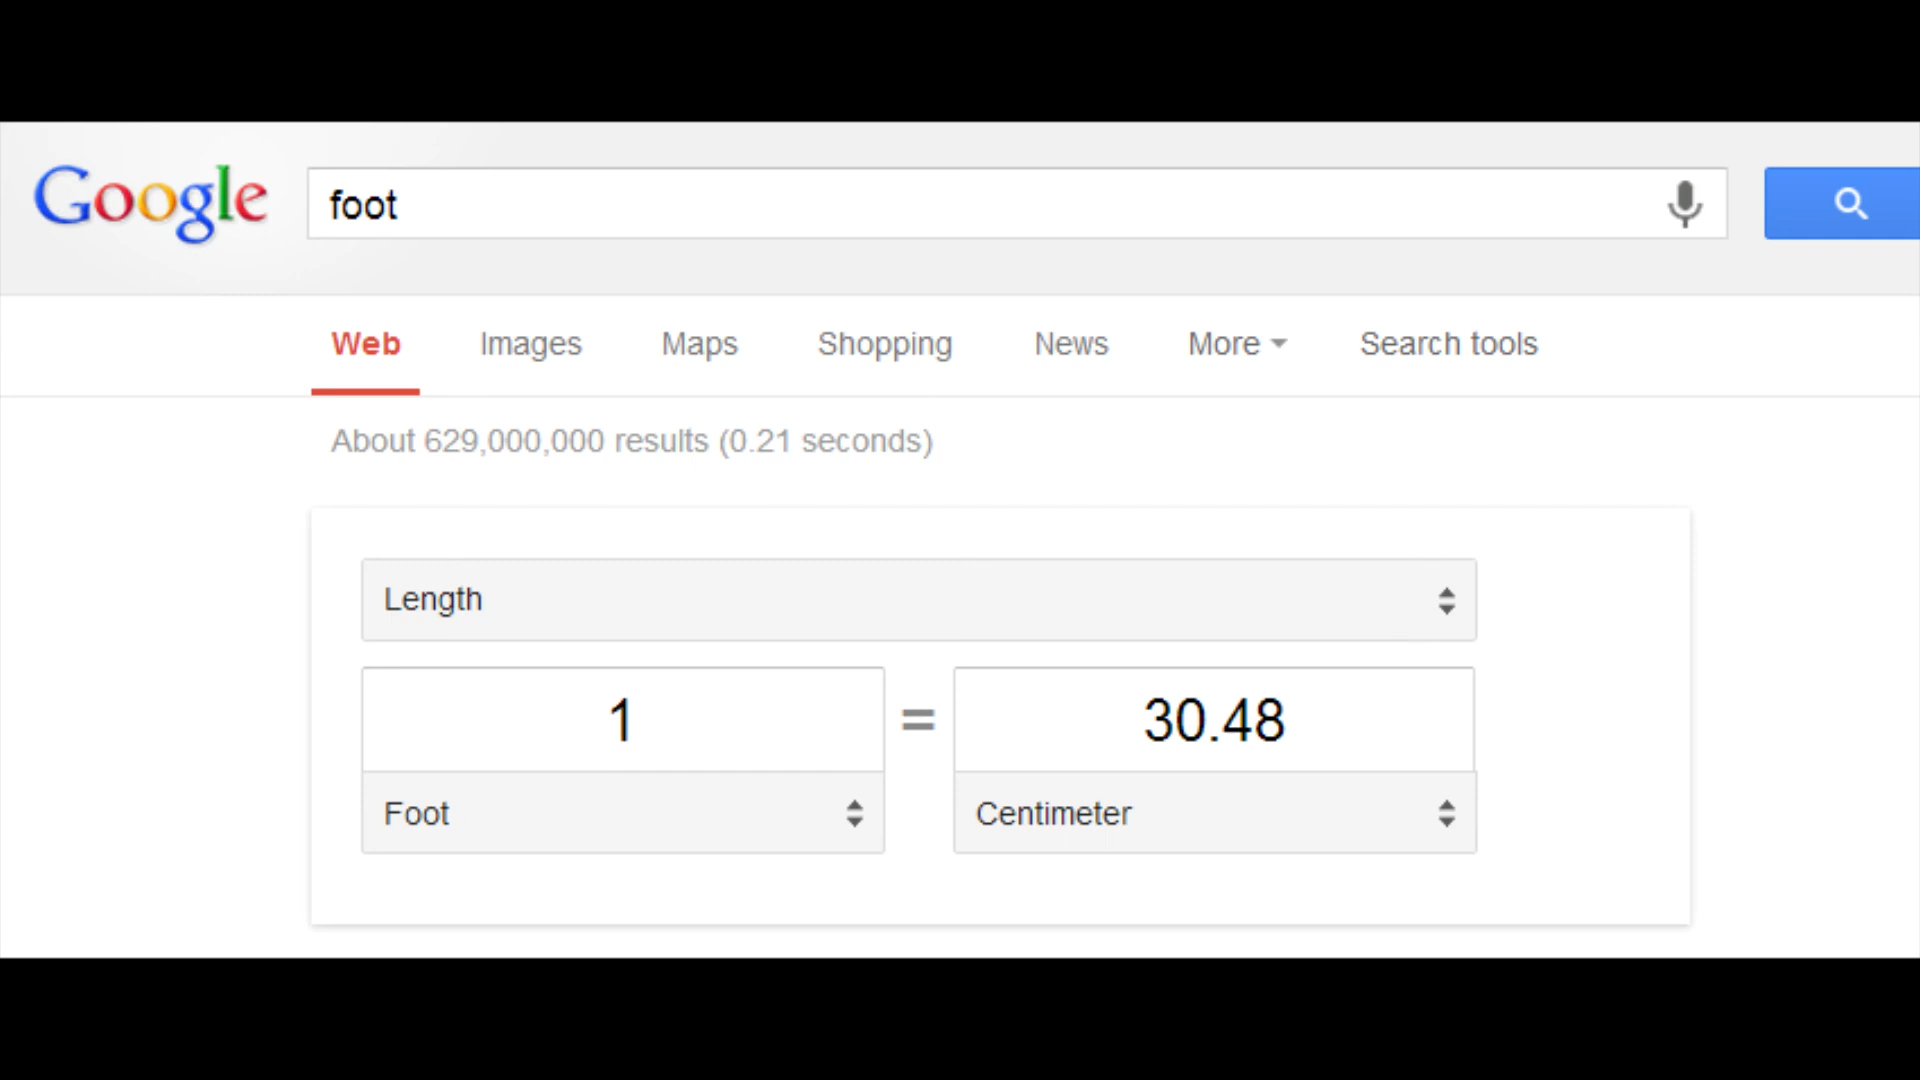 Google foot
Web Images Maps Shopping News More Search tools
About 629,000,000 results (0.21 seconds)
Length
1 = 30.48
Foot Centimeter